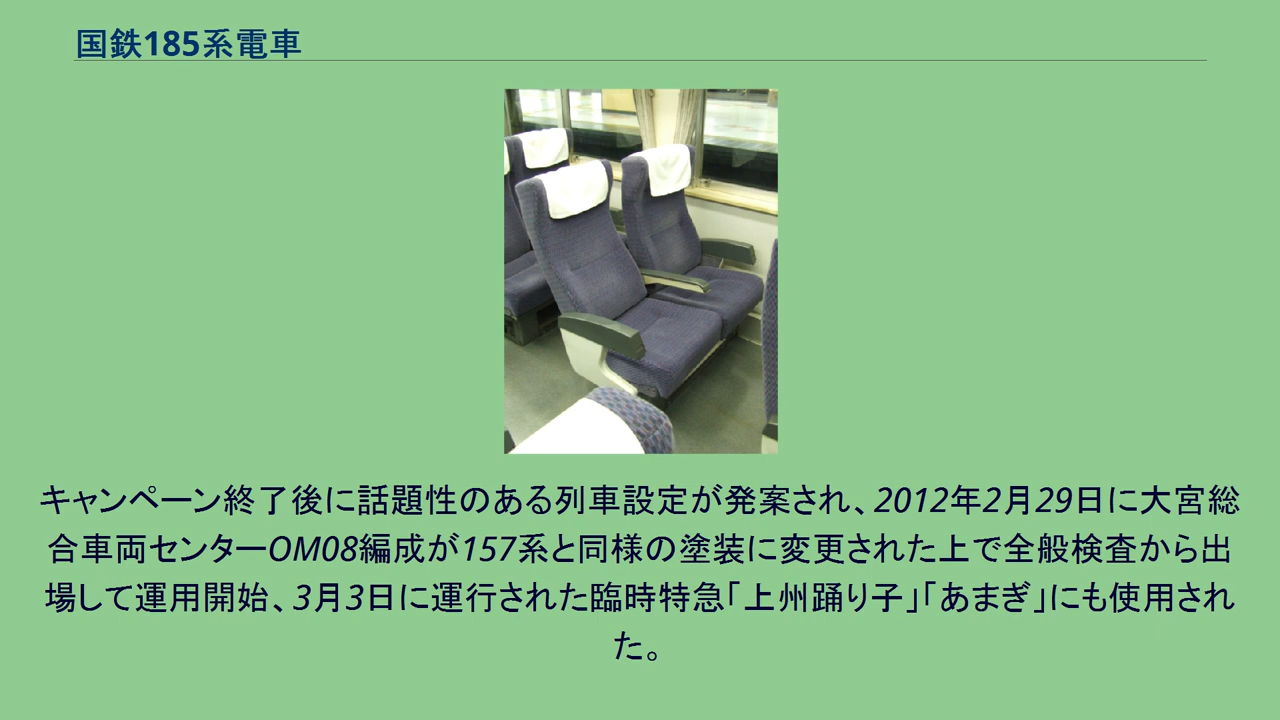 国鉄185系電車
キャンペーン終了後に話題性のある列車設定が発案され、2012年2月29日に大宮総
合車両センターOM08編成が157系と同様の塗装に変更された上で全般検査から出
場して運用開始、3月3日に運行された臨時特急「上州踊り子」「あまぎ」にも使用され
た。